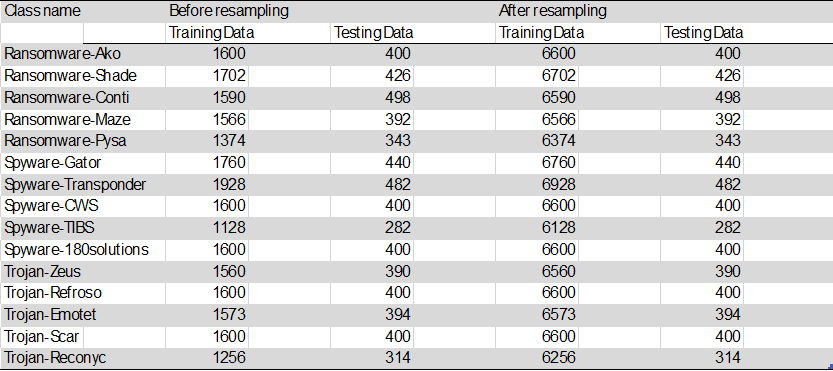 Class name Before resampling After resampling
Training Data Testing Data Training Data Testing Data
Ransomware-Ako 1600 400 6600 400
Ransomware-Shade 1702 426 6702 426
Ransomware-Conti 1590 498 6590 498
Ransomware-Maze 1566 392 6566 392
Ransomware-Pysa 1374 343 6374 343
Spyware-Gator 1760 440 6760 440
Spyware-Transponder 1928 482 6928 482
Spyware-CWS 1600 400 6600 400
Spyware-TIBS 1128 282 6128 282
Spyware-180solutions 1600 400 6600 400
Trojan-Zeus 1560 390 6560 390
Trojan-Refroso 1600 400 6600 400
Trojan-Emotet 1573 394 6573 394
Trojan-Scar 1600 400 6600 400
Trojan-Reconyc 1256 314 6256 314